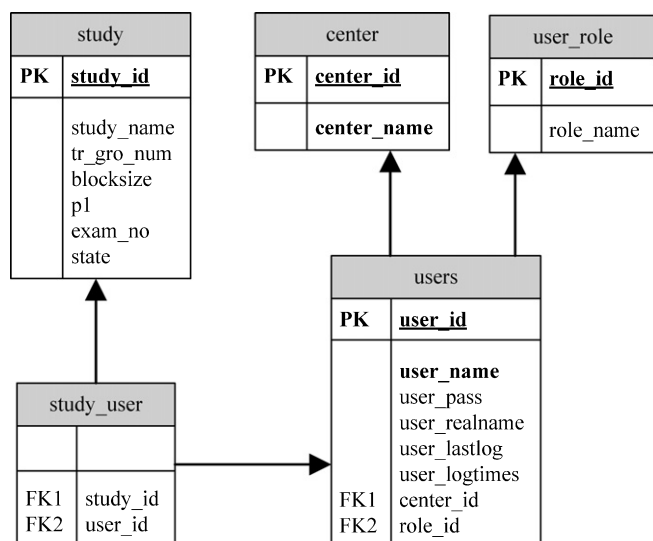 study
PK study_id
study_name
tr_gro_num
blocksize
p1
exam_no
state
center
PK center_id
center_name
user_role
PK role_id
role_name
users
PK user_id
user_name
user_pass
user_realname
user_lastlog
user_logtimes
FK1 center_id
FK2 role_id
study_user
FK1 study_id
FK2 user_id